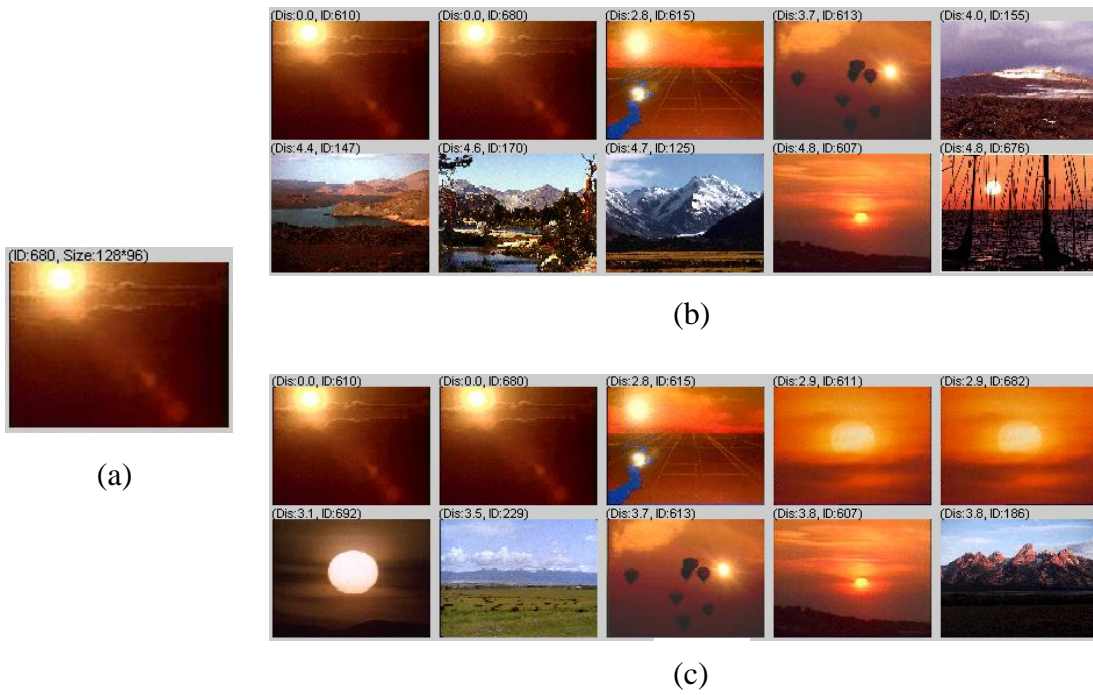 (Dis:0.0, ID:610) (Dis:0.0, ID:680) (Dis:2.8, ID:615) (Dis:3.7, ID:613) (Dis:4.0, ID:155)
(Dis:4.4, ID:147) (Dis:4.6, ID:170) (Dis:4.7, ID:125) (Dis:4.8, ID:607) (Dis:4.8, ID:676)
(b)
(ID:680, Size:128*96)
(a)
(Dis:0.0, ID:610) (Dis:0.0, ID:680) (Dis:2.8, ID:615) (Dis:2.9, ID:611) (Dis:2.9, ID:682)
(Dis:3.1, ID:692) (Dis:3.5, ID:229) (Dis:3.7, ID:613) (Dis:3.8, ID:607) (Dis:3.8, ID:186)
(c)